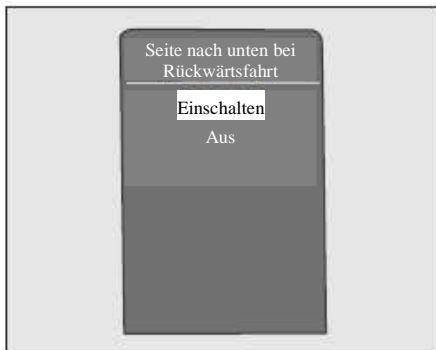 Seite nach unten bei
Rückwärtsfahrt
Einschalten
Aus